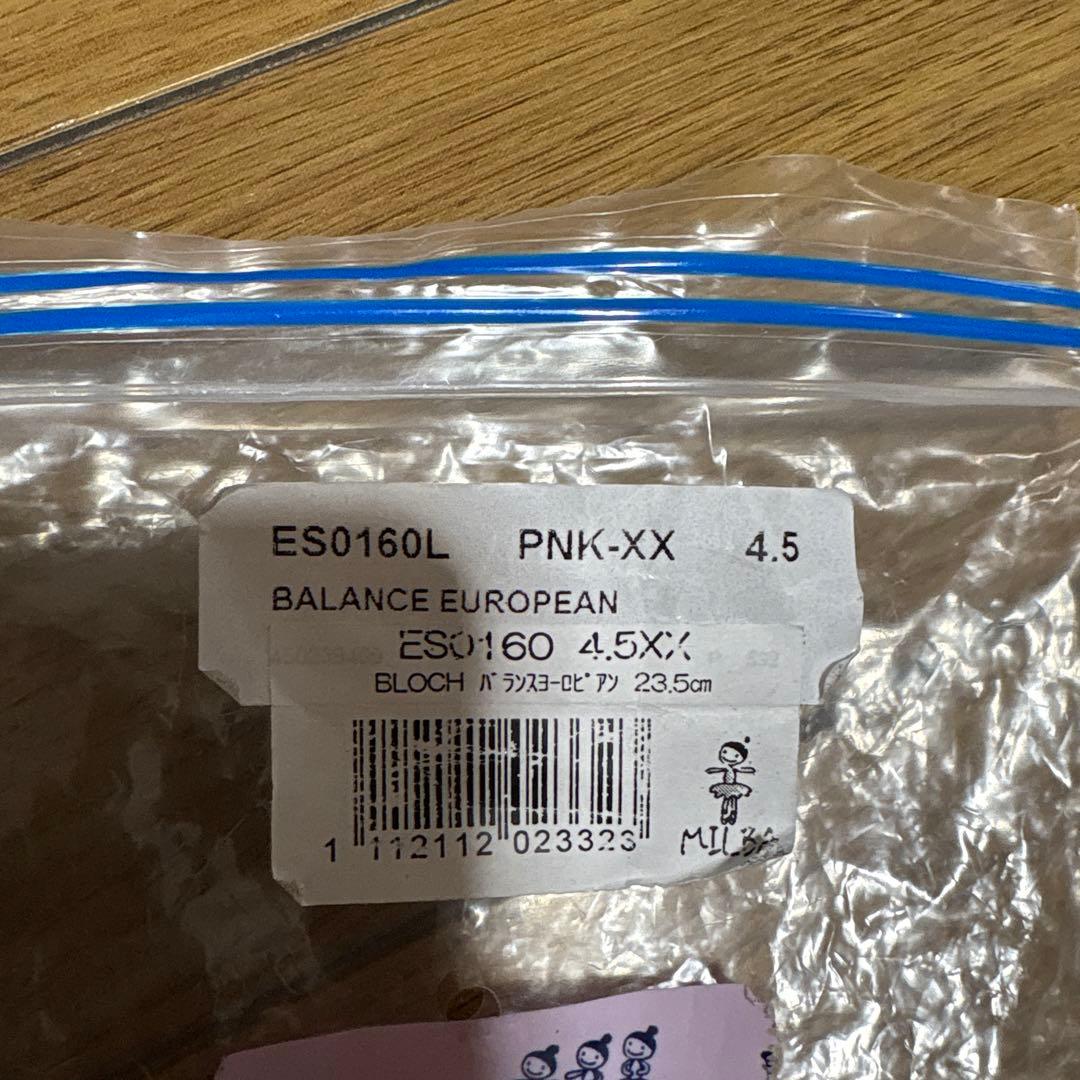 ES0160L PNK-XX 4.5
BALANCE EUROPEAN
ES0160 4.5XX
BLOCH ﾊﾞﾗﾝｽﾖｰﾛﾋﾟｱﾝ 23.5cm
1 112112 023323
MILBA